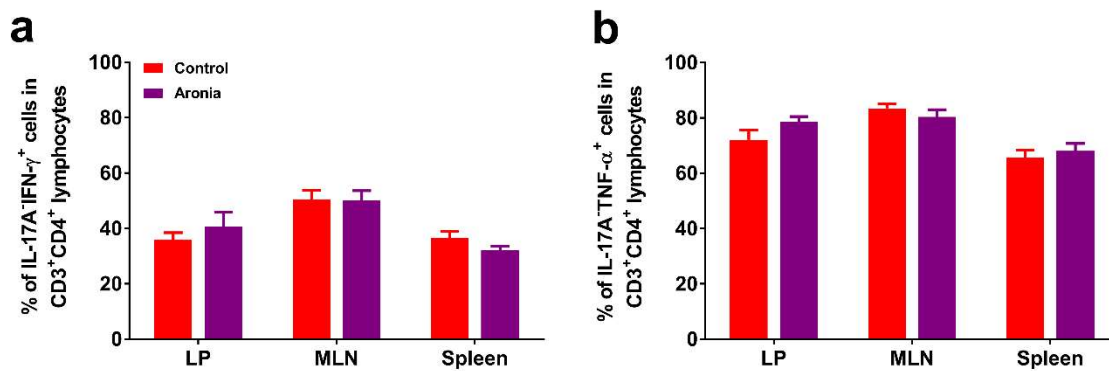 a
% of IL-17A⁻IFN-γ⁺ cells in
CD3⁺CD4⁺ lymphocytes
100
80
60
40
20
0
Control
Aronia
LP
MLN
Spleen
b
% of IL-17A⁻TNF-α⁺ cells in
CD3⁺CD4⁺ lymphocytes
100
80
60
40
20
0
LP
MLN
Spleen